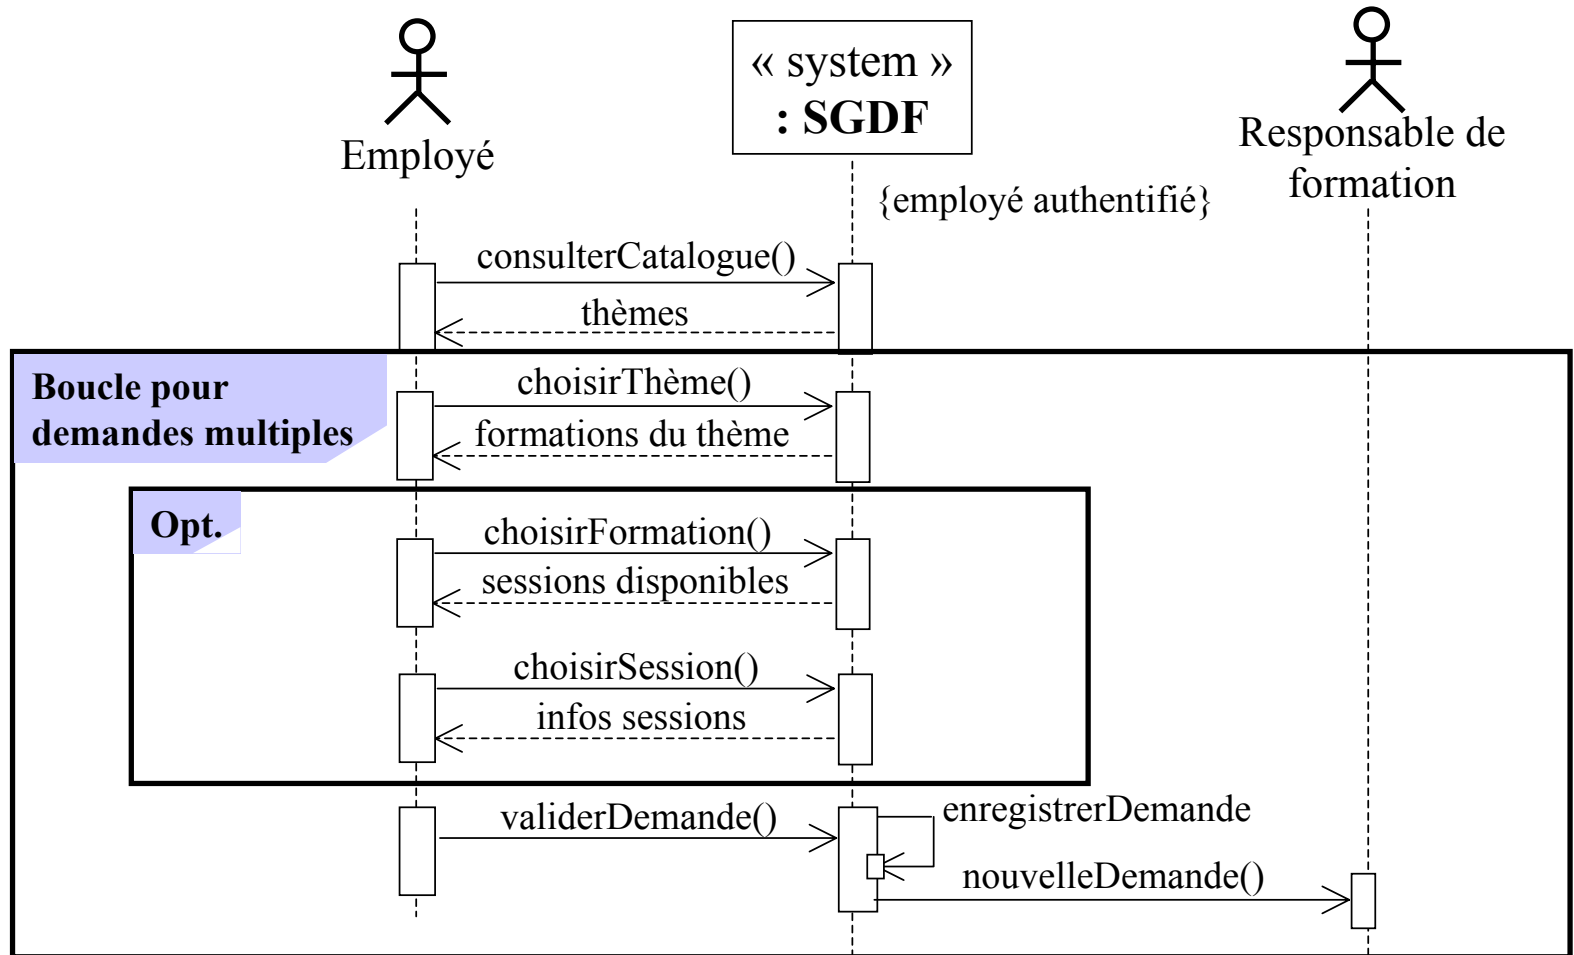 Employé
« system »
: SGDF
Responsable de
formation
{employé authentifié}
consulterCatalogue()
thèmes
Boucle pour
demandes multiples
choisirThème()
formations du thème
Opt.
choisirFormation()
sessions disponibles
choisirSession()
infos sessions
validerDemande()
enregistrerDemande
nouvelleDemande()